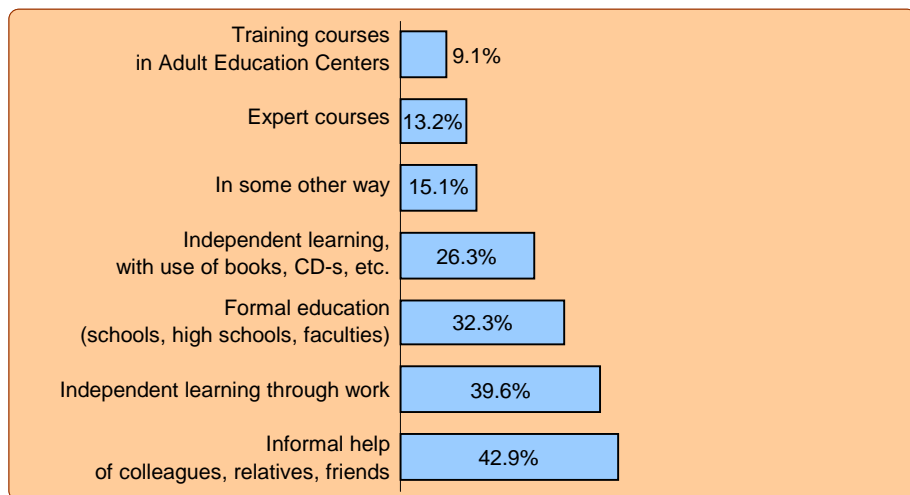 Training courses
in Adult Education Centers
9.1%
Expert courses
13.2%
In some other way
15.1%
Independent learning,
with use of books, CD-s, etc.
26.3%
Formal education
(schools, high schools, faculties)
32.3%
Independent learning through work
39.6%
Informal help
of colleagues, relatives, friends
42.9%